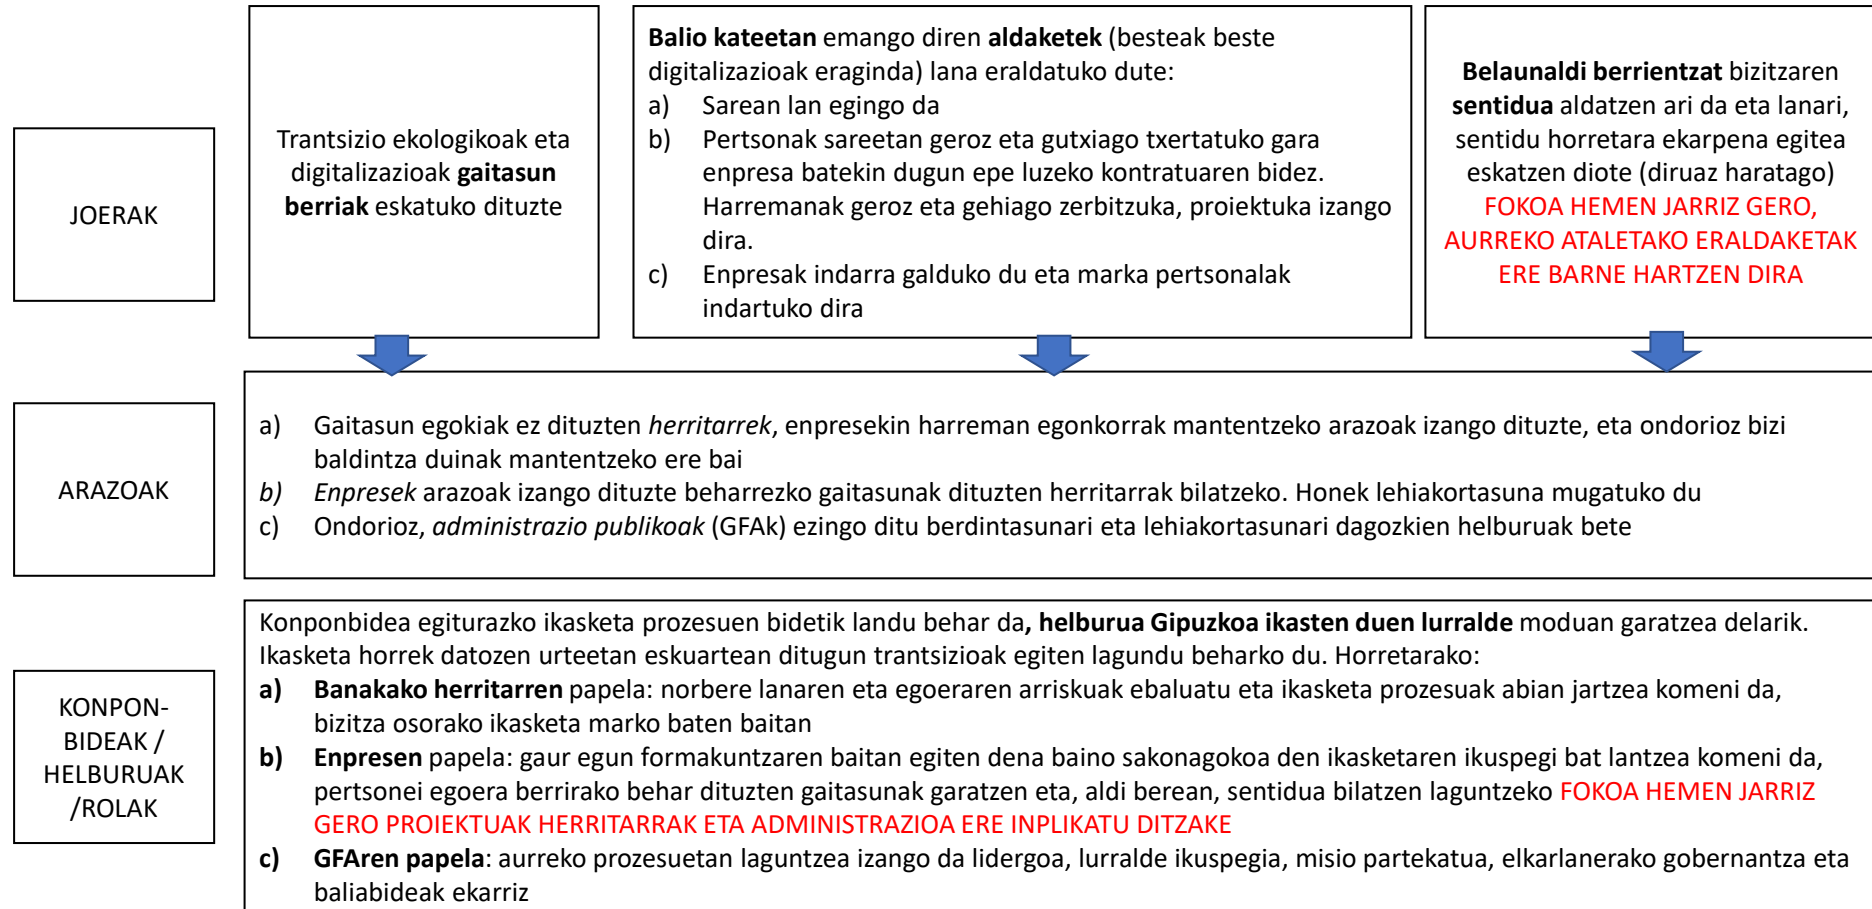 JOERAK
Trantsizio ekologikoak eta
digitalizazioak gaitasun
berriak eskatuko dituzte
Balio kateetan emango diren aldaketek (besteak beste
digitalizazioak eraginda) lana eraldatuko dute:
a) Sarean lan egingo da
b) Pertsonak sareetan geroz eta gutxiago txertatuko gara
enpresa batekin dugun epe luzeko kontratuaren bidez.
Harremanak geroz eta gehiago zerbitzuka, proiektuka izango
dira.
c) Enpresak indarra galduko du eta marka pertsonalak
indartuko dira
Belaunaldi berrientzat bizitzaren
sentidua aldatzen ari da eta lanari,
sentidu horretara ekarpena egitea
eskatzen diote (diruaz haratago)
FOKOA HEMEN JARRIZ GERO,
AURREKO ATALETAKO ERALDAKETAK
ERE BARNE HARTZEN DIRA
ARAZOAK
a) Gaitasun egokiak ez dituzten herritarrek, enpresekin harreman egonkorrak mantentzeko arazoak izango dituzte, eta ondorioz bizi
baldintza duinak mantentzeko ere bai
b) Enpresek arazoak izango dituzte beharrezko gaitasunak dituzten herritarrak bilatzeko. Honek lehiakortasuna mugatuko du
c) Ondorioz, administrazio publikoak (GFAk) ezingo ditu berdintasunari eta lehiakortasunari dagozkien helburuak bete
KONPON-
BIDEAK /
HELBURUAK
/ROLAK
Konponbidea egiturazko ikasketa prozesuen bidetik landu behar da, helburua Gipuzkoa ikasten duen lurralde moduan garatzea delarik.
Ikasketa horrek datozen urteetan eskuartean ditugun trantsizioak egiten lagundu beharko du. Horretarako:
a) Banakako herritarren papela: norbere lanaren eta egoeraren arriskuak ebaluatu eta ikasketa prozesuak abian jartzea komeni da,
bizitza osorako ikasketa marko baten baitan
b) Enpresen papela: gaur egun formakuntzaren baitan egiten dena baino sakonagokoa den ikasketaren ikuspegi bat lantzea komeni da,
pertsonei egoera berrirako behar dituzten gaitasunak garatzen eta, aldi berean, sentidua bilatzen laguntzeko FOKOA HEMEN JARRIZ
GERO PROIEKTUAK HERRITARRAK ETA ADMINISTRAZIOA ERE INPLIKATU DITZAKE
c) GFAren papela: aurreko prozesuetan laguntzea izango da lidergoa, lurralde ikuspegia, misio partekatua, elkarlanerako gobernantza eta
baliabideak ekarriz